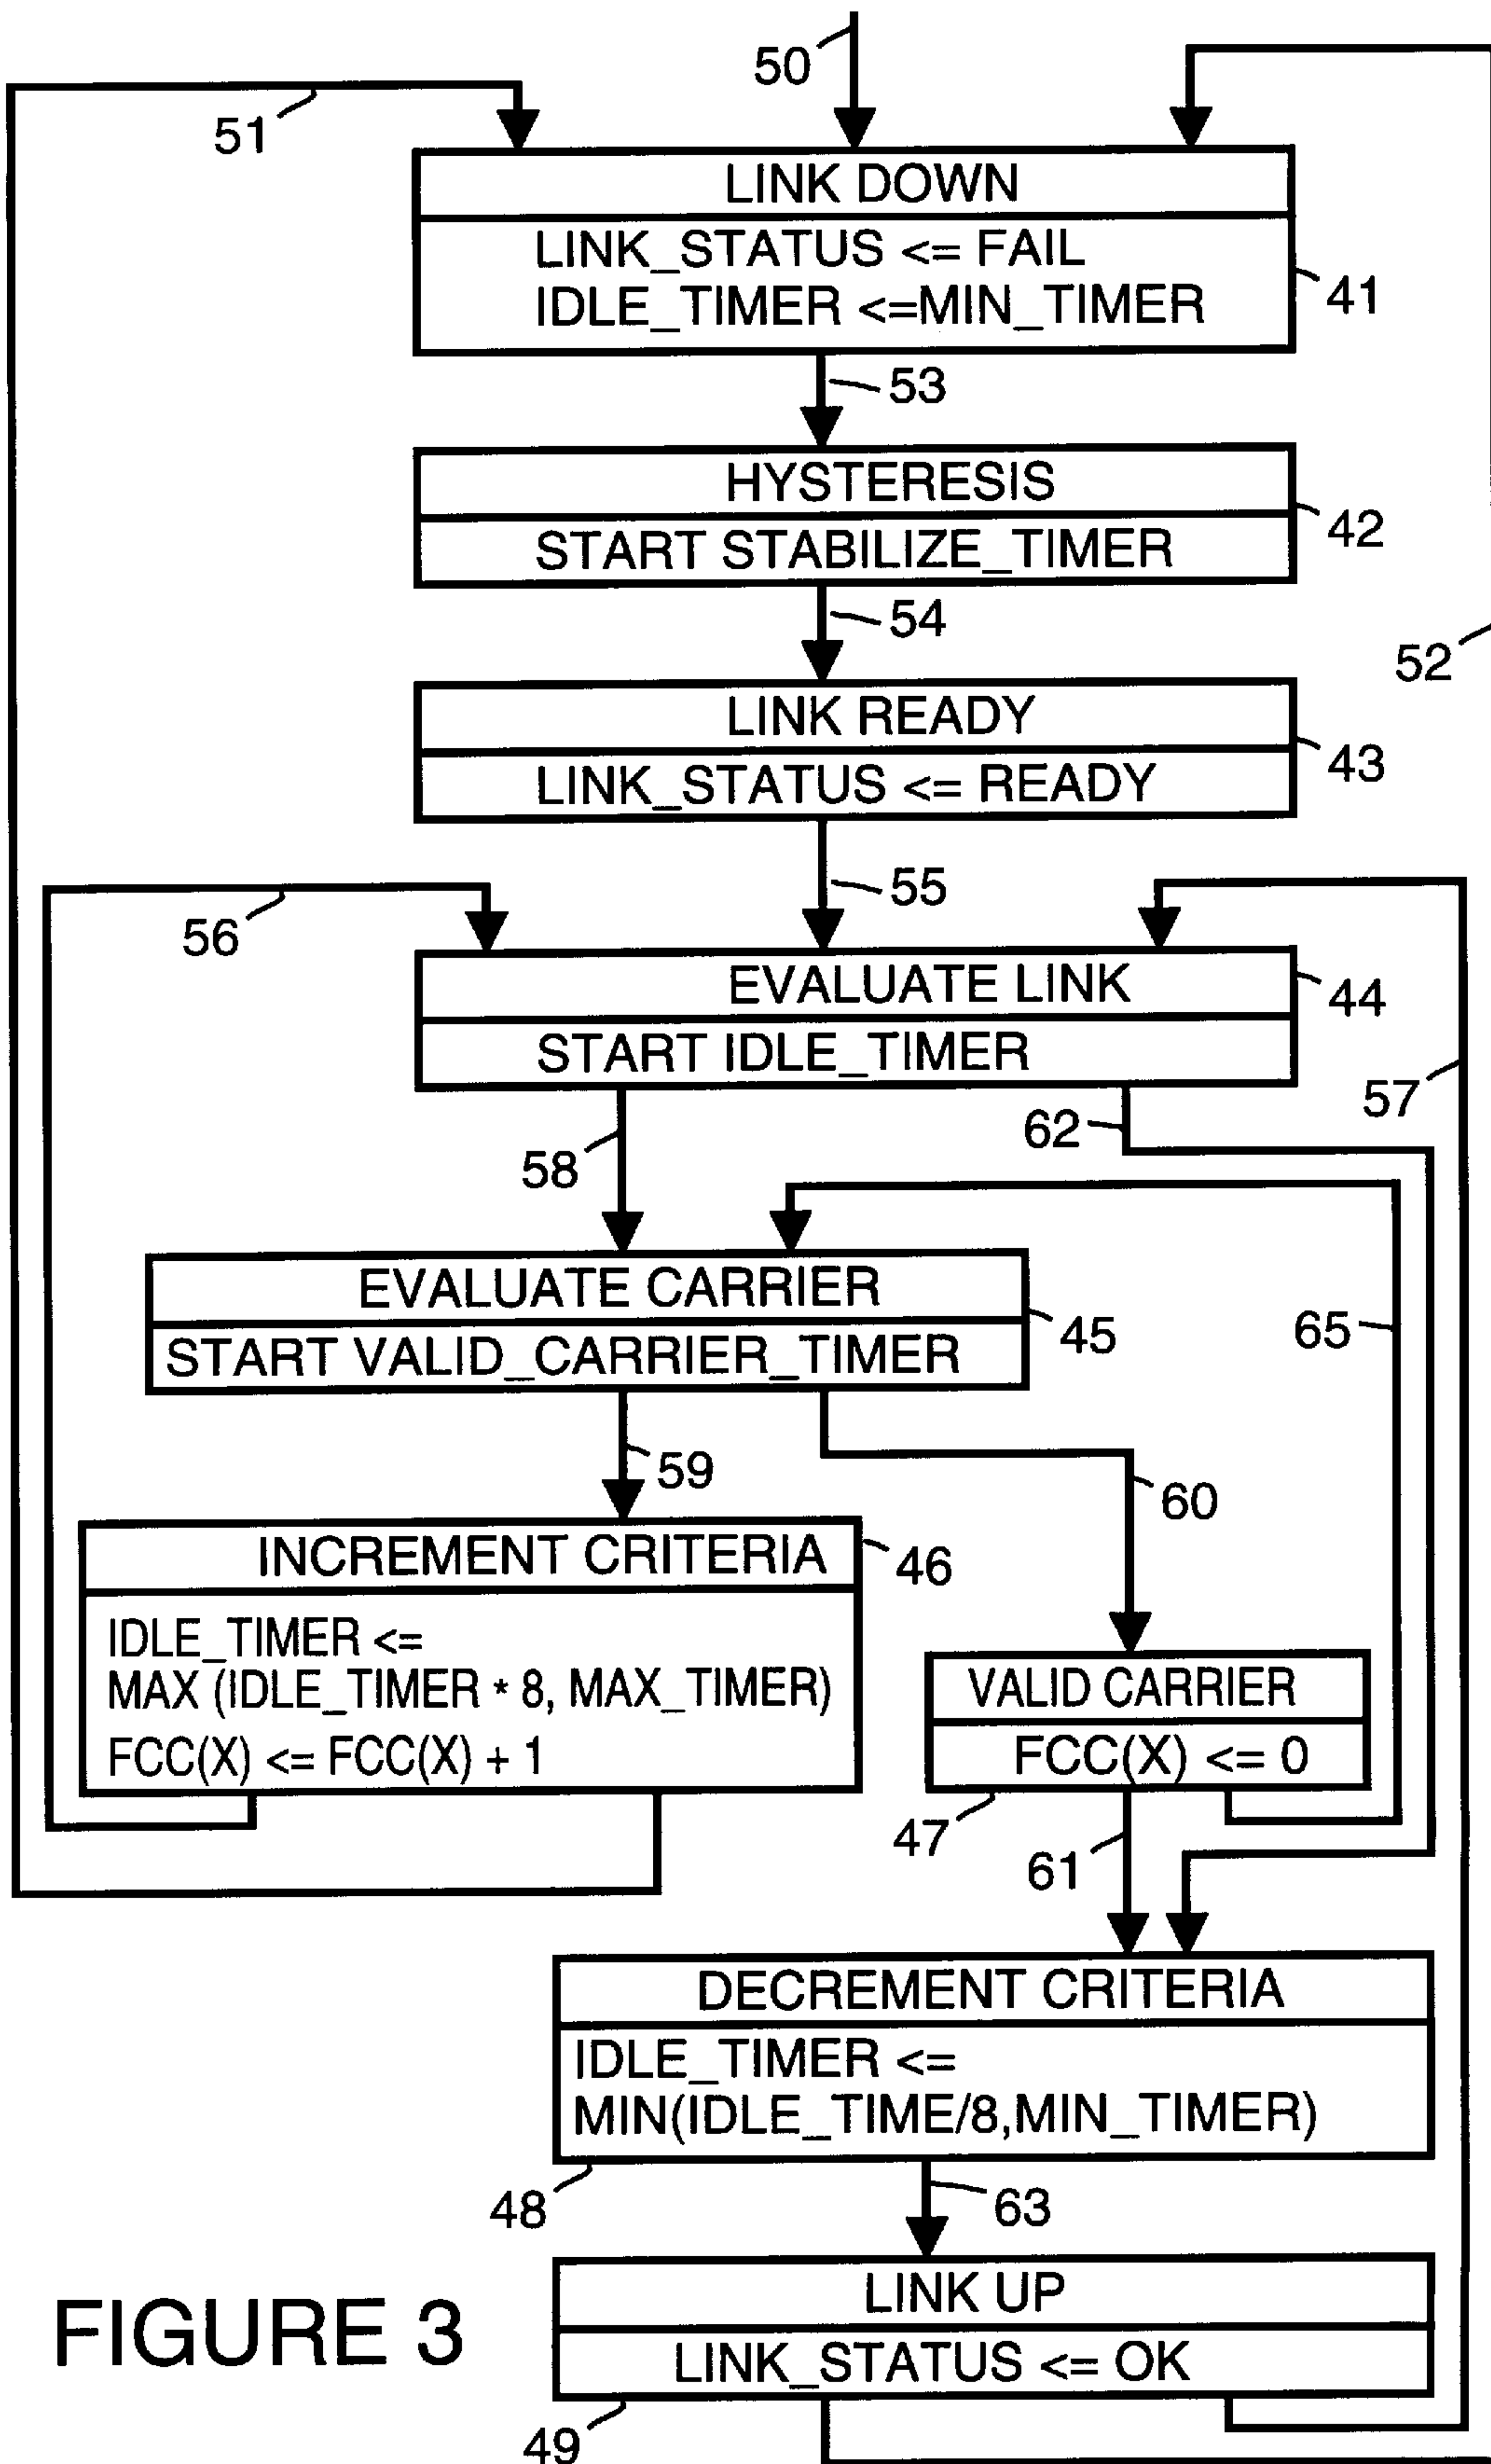 50
51
LINK DOWN
LINK_STATUS <= FAIL
IDLE_TIMER <=MIN_TIMER
41
53
HYSTERESIS
42
START STABILIZE_TIMER
54
52
LINK READY
43
LINK_STATUS <= READY
55
56
EVALUATE LINK
44
START IDLE_TIMER
57
62
58
EVALUATE CARRIER
45
65
START VALID_CARRIER_TIMER
59
60
INCREMENT CRITERIA
46
IDLE_TIMER <=
MAX (IDLE_TIMER * 8, MAX_TIMER)
FCC(X) <= FCC(X) + 1
VALID CARRIER
FCC(X) <= 0
47
61
DECREMENT CRITERIA
IDLE_TIMER <=
MIN(IDLE_TIME/8,MIN_TIMER)
48
63
LINK UP
LINK_STATUS <= OK
49
FIGURE 3